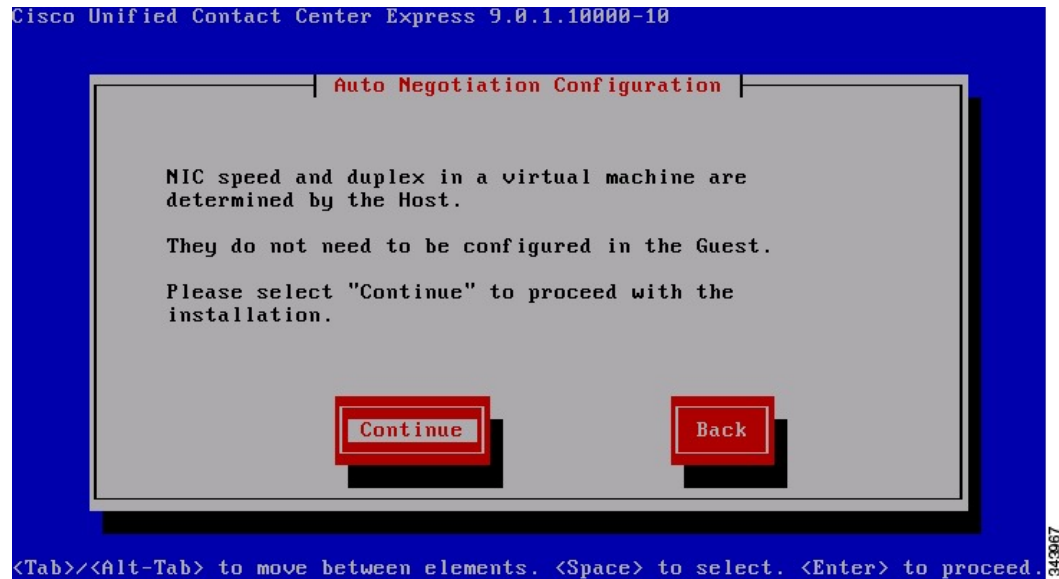 Cisco Unified Contact Center Express 9.0.1.10000-10
Auto Negotiation Configuration
NIC speed and duplex in a virtual machine are
determined by the Host.
They do not need to be configured in the Guest.
Please select "Continue" to proceed with the
installation.
Continue
Back
<Tab>/<Alt-Tab> to move between elements. <Space> to select. <Enter> to proceed.
343967